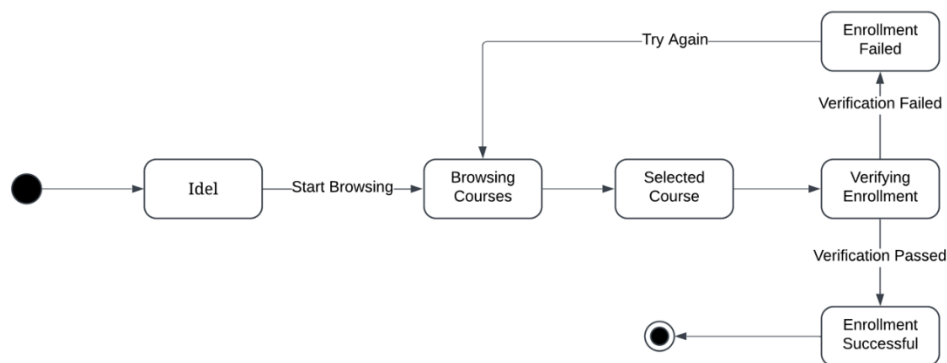 Enrollment
Failed
Try Again
Verification Failed
Idel
Start Browsing
Browsing
Courses
Selected
Course
Verifying
Enrollment
Verification Passed
Enrollment
Successful